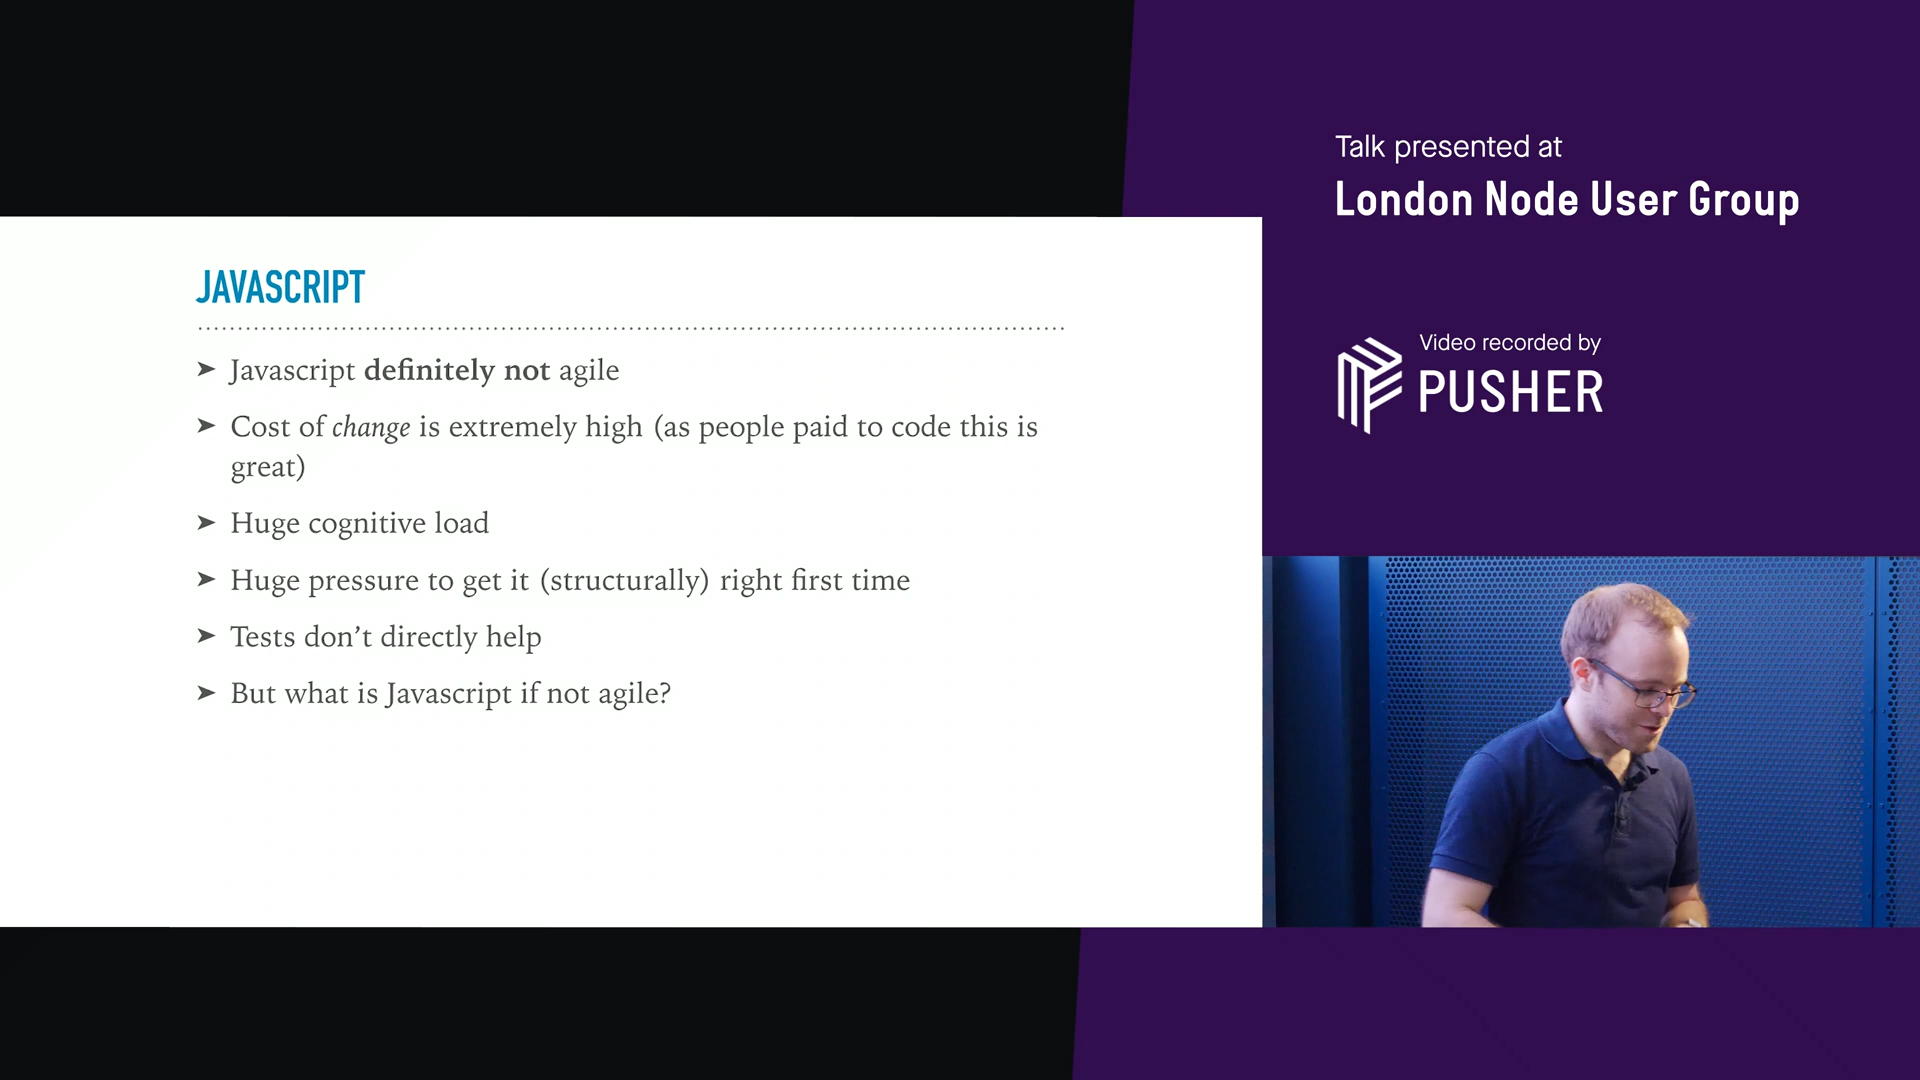 Talk presented at
London Node User Group
Video recorded by
PUSHER
JAVASCRIPT
➤ Javascript definitely not agile
➤ Cost of change is extremely high (as people paid to code this is
great)
➤ Huge cognitive load
➤ Huge pressure to get it (structurally) right first time
➤ Tests don’t directly help
➤ But what is Javascript if not agile?